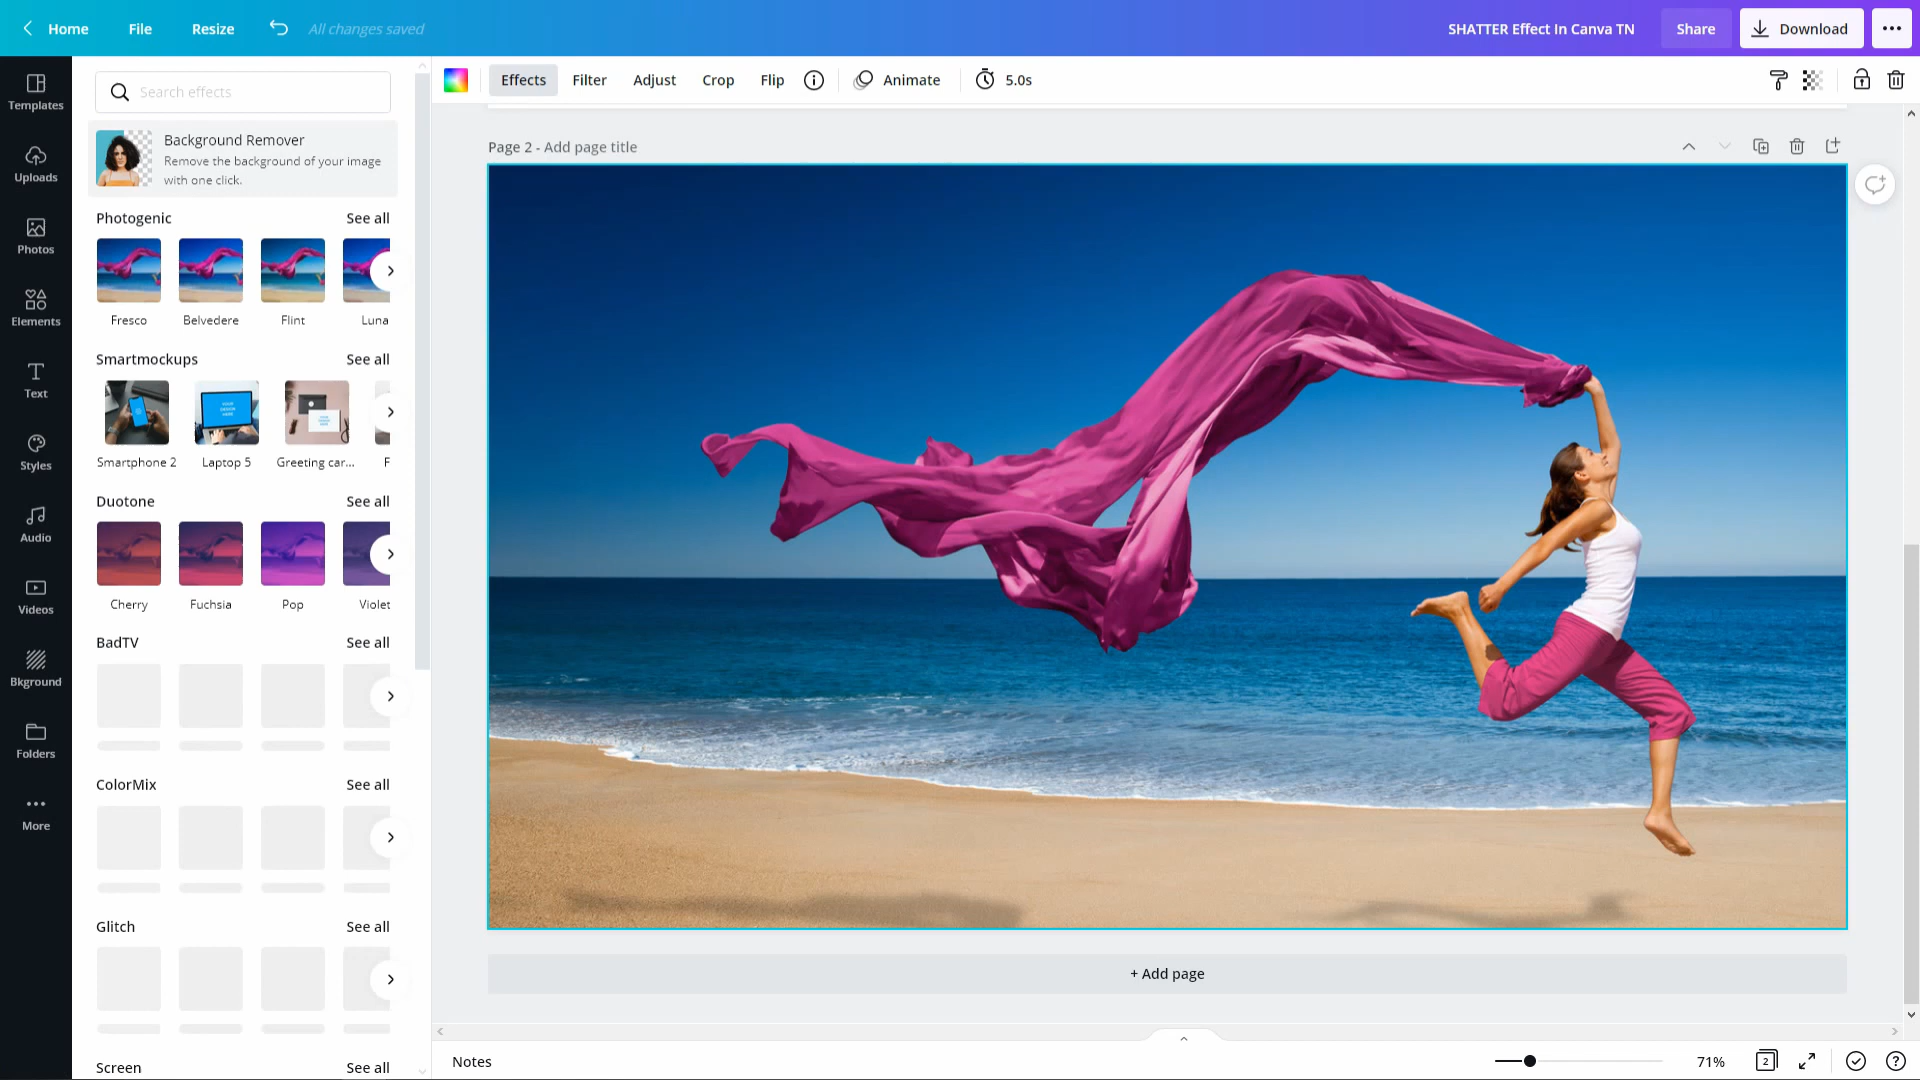 Home
File
Resize
All changes saved
SHATTER Effect In Canva TN
Share
Download
Templates
Uploads
Photos
Elements
Text
Styles
Audio
Videos
Bkground
Folders
More
Search effects
Background Remover
Remove the background of your image
with one click.
Photogenic See all
Fresco Belvedere Flint Luna
Smartmockups See all
Smartphone 2 Laptop 5 Greeting car... F
Duotone See all
Cherry Fuchsia Pop Violet
BadTV See all
ColorMix See all
Glitch See all
Screen See all
Effects Filter Adjust Crop Flip Animate 5.0s
Page 2 - Add page title
+ Add page
Notes
71%
2